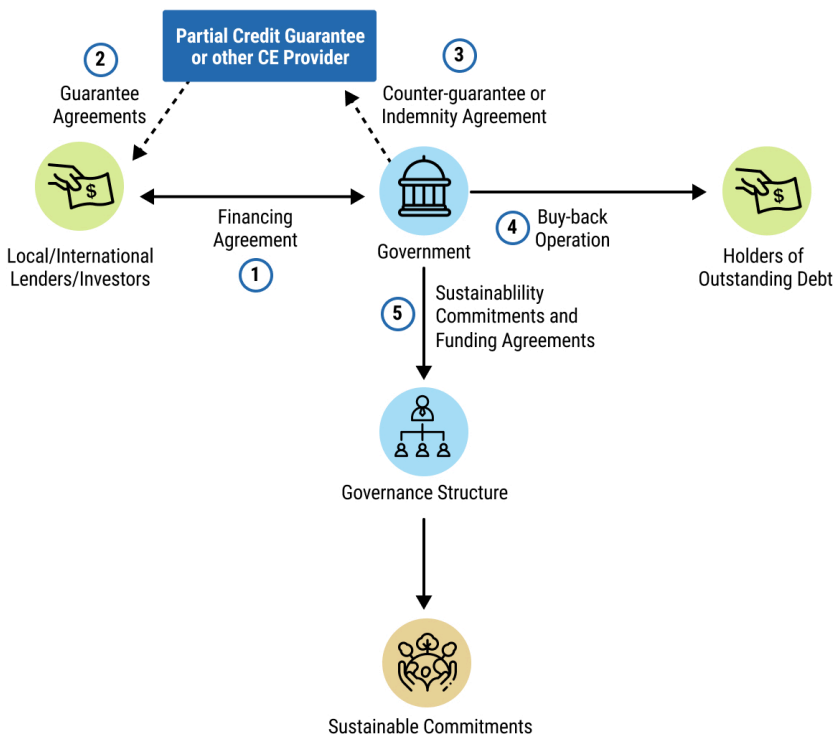 Partial Credit Guarantee
or other CE Provider
2
Guarantee
Agreements
3
Counter-guarantee or
Indemnity Agreement
$
Local/International
Lenders/Investors
Financing
Agreement
1
Government
4
Buy-back
Operation
$
Holders of
Outstanding Debt
5
Sustainablility
Commitments and
Funding Agreements
Governance Structure
Sustainable Commitments